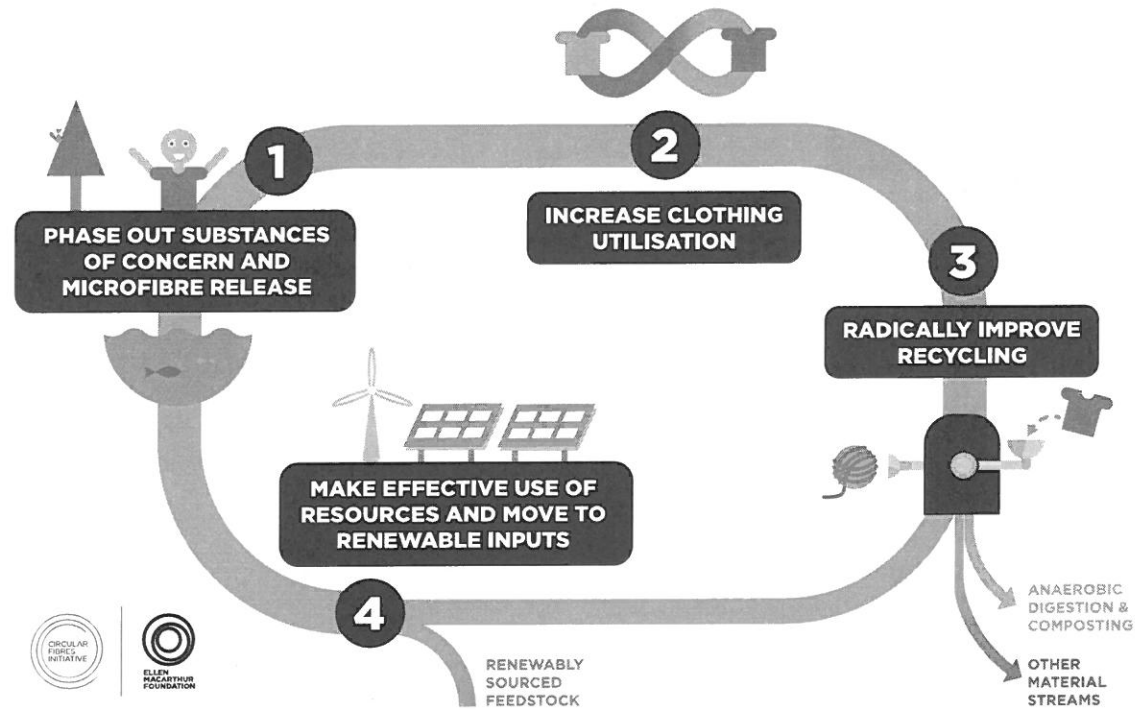 1
PHASE OUT SUBSTANCES
OF CONCERN AND
MICROFIBRE RELEASE
2
INCREASE CLOTHING
UTILISATION
3
RADICALLY IMPROVE
RECYCLING
MAKE EFFECTIVE USE OF
RESOURCES AND MOVE TO
RENEWABLE INPUTS
4
RENEWABLY
SOURCED
FEEDSTOCK
ANAEROBIC
DIGESTION &
COMPOSTING
OTHER
MATERIAL
STREAMS
CIRCULAR
FIBRES
INITIATIVE
ELLEN
MACARTHUR
FOUNDATION